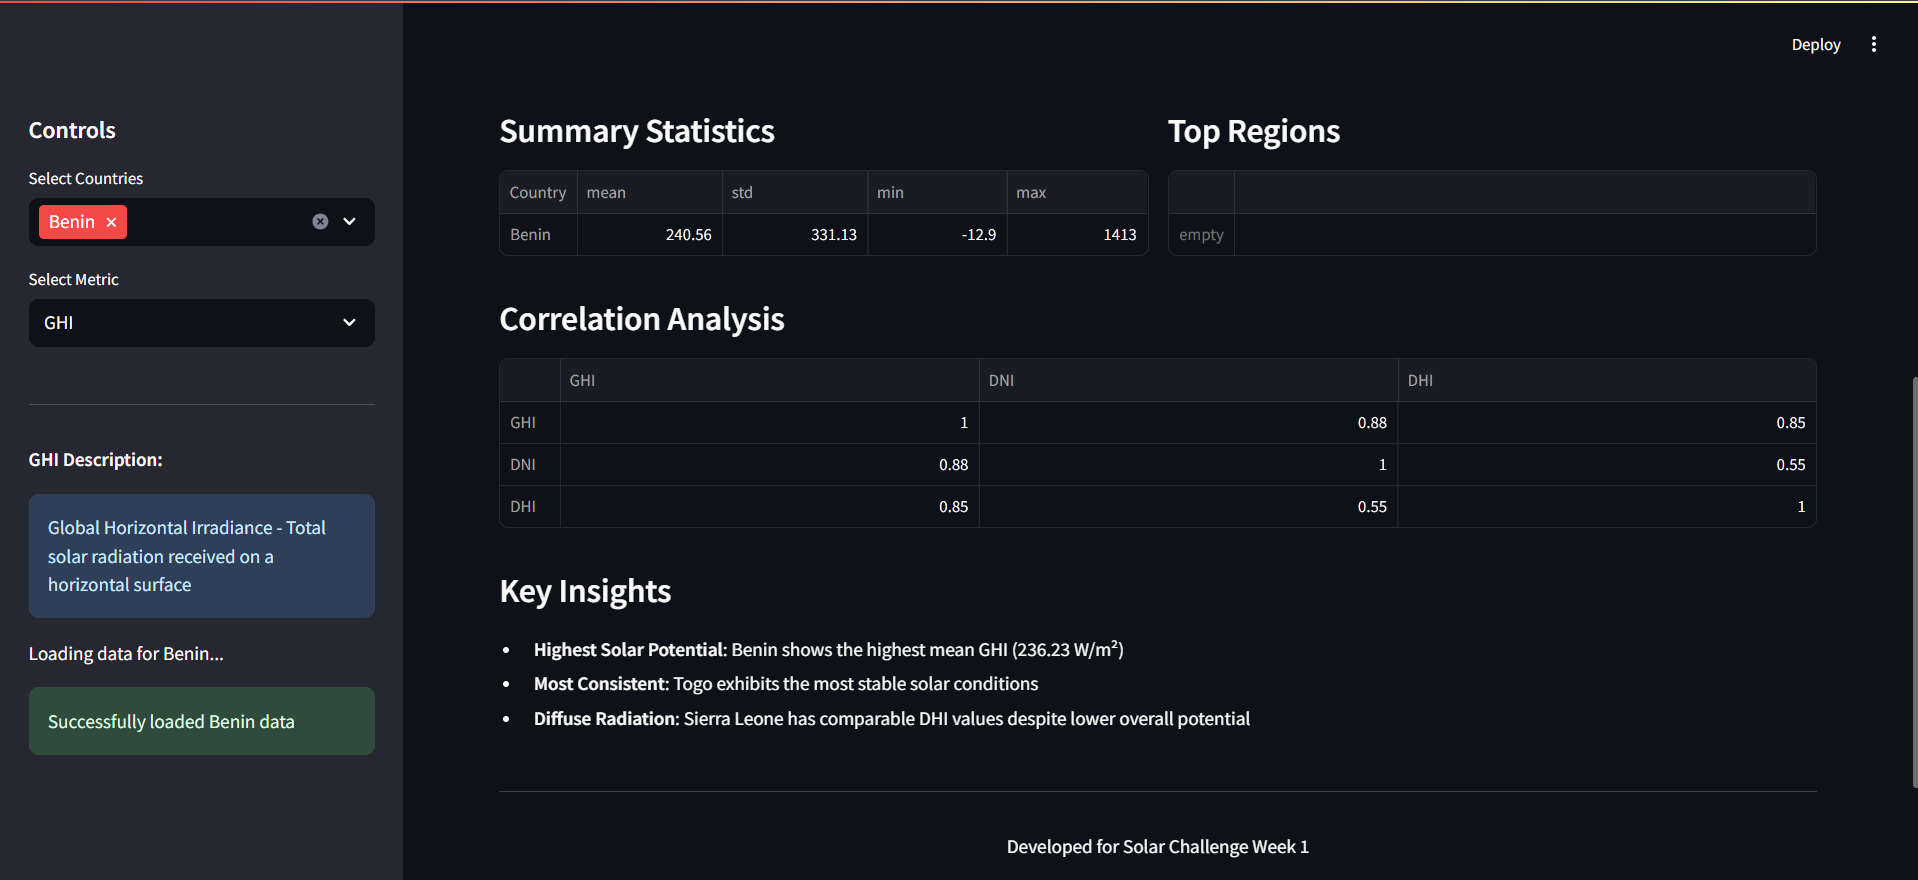 Deploy
Controls
Select Countries
Benin
Select Metric
GHI
GHI Description:
Global Horizontal Irradiance - Total
solar radiation received on a
horizontal surface
Loading data for Benin...
Successfully loaded Benin data
Summary Statistics
Country mean std min max
Benin 240.56 331.13 -12.9 1413
Top Regions
empty
Correlation Analysis
GHI DNI DHI
GHI 1 0.88 0.85
DNI 0.88 1 0.55
DHI 0.85 0.55 1
Key Insights
• Highest Solar Potential: Benin shows the highest mean GHI (236.23 W/m²)
• Most Consistent: Togo exhibits the most stable solar conditions
• Diffuse Radiation: Sierra Leone has comparable DHI values despite lower overall potential
Developed for Solar Challenge Week 1